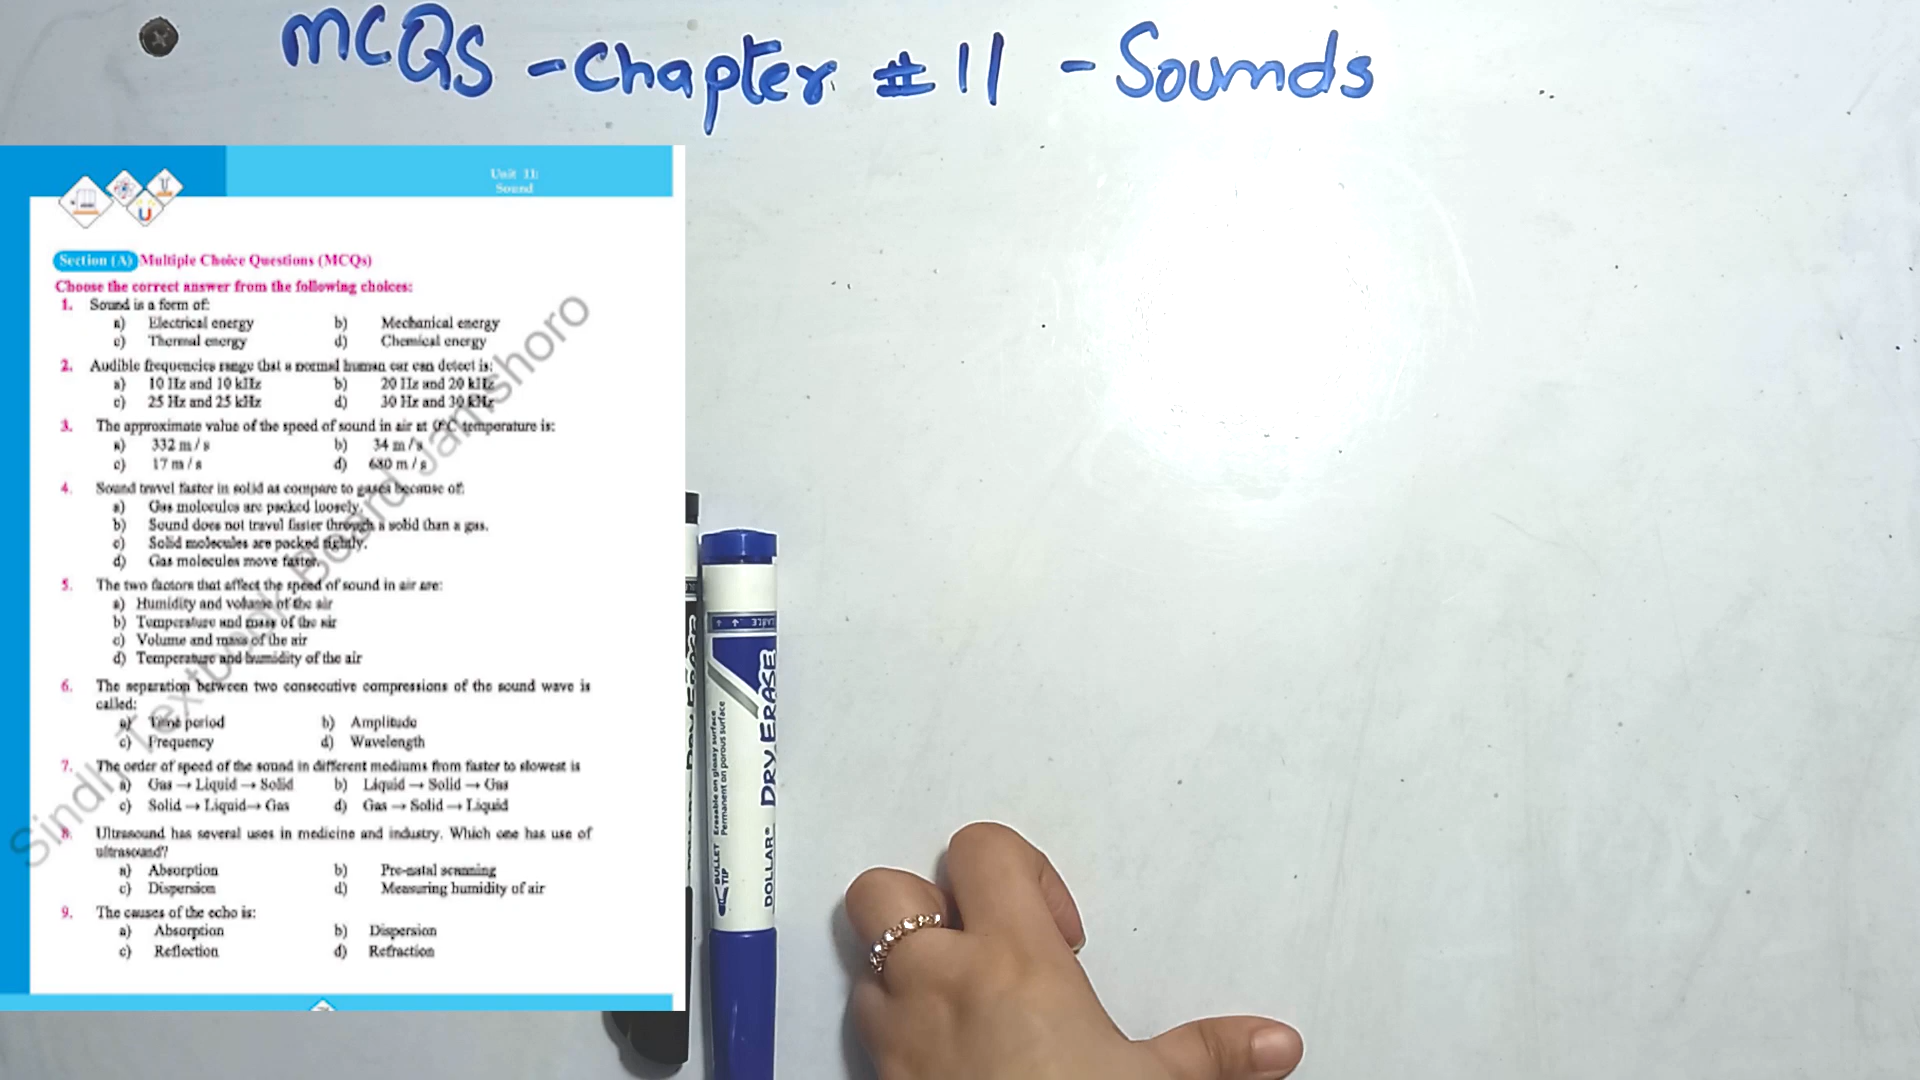 MCQS - Chapter # 11 - Sounds
Unit 11:
Sound
Section (A) Multiple Choice Questions (MCQs)
Choose the correct answer from the following choices:
1. Sound is a form of:
a) Electrical energy b) Mechanical energy
c) Thermal energy d) Chemical energy
2. Audible frequencies range that a normal human ear can detect is:
a) 10 Hz and 10 kHz b) 20 Hz and 20 kHz
c) 25 Hz and 25 kHz d) 30 Hz and 30 kHz
3. The approximate value of the speed of sound in air at 0°C temperature is:
a) 332 m / s b) 34 m / s
c) 17 m / s d) 680 m / s
4. Sound travel faster in solid as compare to gases because of:
a) Gas molecules are packed loosely.
b) Sound does not travel faster through a solid than a gas.
c) Solid molecules are packed tightly.
d) Gas molecules move faster.
5. The two factors that affect the speed of sound in air are:
a) Humidity and volume of the air
b) Temperature and mass of the air
c) Volume and mass of the air
d) Temperature and humidity of the air
6. The separation between two consecutive compressions of the sound wave is
called:
a) Time period b) Amplitude
c) Frequency d) Wavelength
7. The order of speed of the sound in different mediums from faster to slowest is
a) Gas → Liquid → Solid b) Liquid → Solid → Gas
c) Solid → Liquid → Gas d) Gas → Solid → Liquid
8. Ultrasound has several uses in medicine and industry. Which one has use of
ultrasound?
a) Absorption b) Pre-natal scanning
c) Dispersion d) Measuring humidity of air
9. The causes of the echo is:
a) Absorption b) Dispersion
c) Reflection d) Refraction
Sindh Textbook Board Jamshoro
BULLET TIP
Erasable on glossy surface
Permanent on porous surface
DOLLAR® DRY ERASE